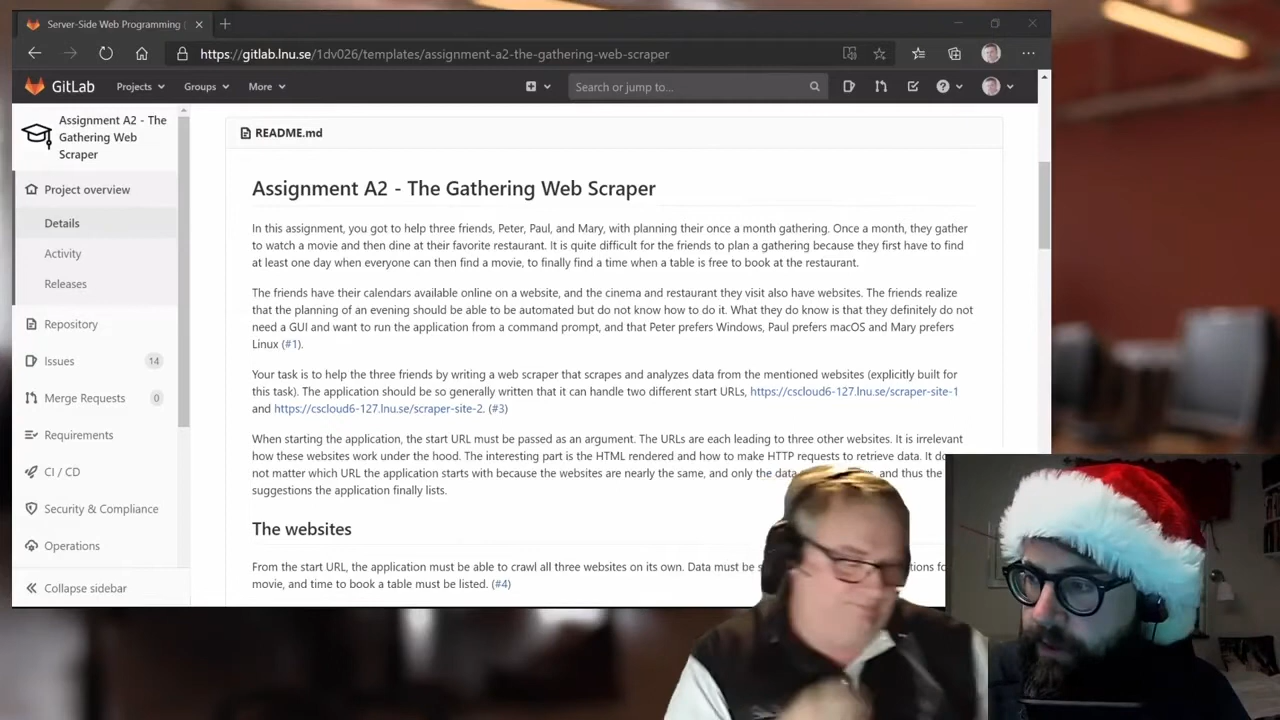 Server-Side Web Programming |
https://gitlab.lnu.se/1dv026/templates/assignment-a2-the-gathering-web-scraper
GitLab Projects Groups More Search or jump to...
Assignment A2 - The
Gathering Web
Scraper
Project overview
Details
Activity
Releases
Repository
Issues 14
Merge Requests 0
Requirements
CI / CD
Security & Compliance
Operations
Collapse sidebar
README.md
Assignment A2 - The Gathering Web Scraper
In this assignment, you got to help three friends, Peter, Paul, and Mary, with planning their once a month gathering. Once a month, they gather
to watch a movie and then dine at their favorite restaurant. It is quite difficult for the friends to plan a gathering because they first have to find
at least one day when everyone can then find a movie, to finally find a time when a table is free to book at the restaurant.
The friends have their calendars available online on a website, and the cinema and restaurant they visit also have websites. The friends realize
that the planning of an evening should be able to be automated but do not know how to do it. What they do know is that they definitely do not
need a GUI and want to run the application from a command prompt, and that Peter prefers Windows, Paul prefers macOS and Mary prefers
Linux (#1).
Your task is to help the three friends by writing a web scraper that scrapes and analyzes data from the mentioned websites (explicitly built for
this task). The application should be so generally written that it can handle two different start URLs, https://cscloud6-127.lnu.se/scraper-site-1
and https://cscloud6-127.lnu.se/scraper-site-2. (#3)
When starting the application, the start URL must be passed as an argument. The URLs are each leading to three other websites. It is irrelevant
how these websites work under the hood. The interesting part is the HTML rendered and how to make HTTP requests to retrieve data. It do
not matter which URL the application starts with because the websites are nearly the same, and only the data and thus the
suggestions the application finally lists.
The websites
From the start URL, the application must be able to crawl all three websites on its own. Data must be s ions fo
movie, and time to book a table must be listed. (#4)